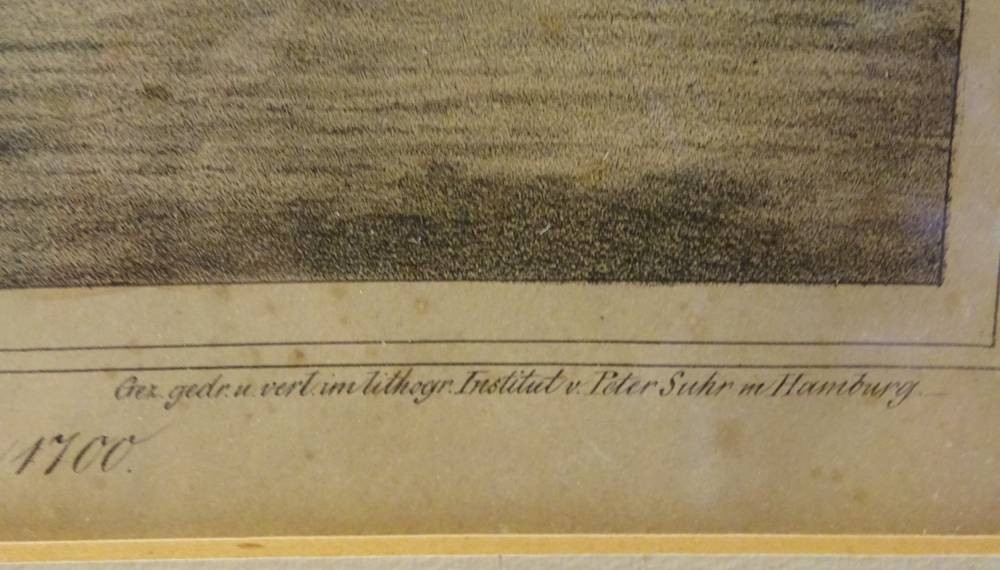 Gez. gedr. u. verl. im lithogr. Institut v. Peter Suhr in Hamburg.
1700.